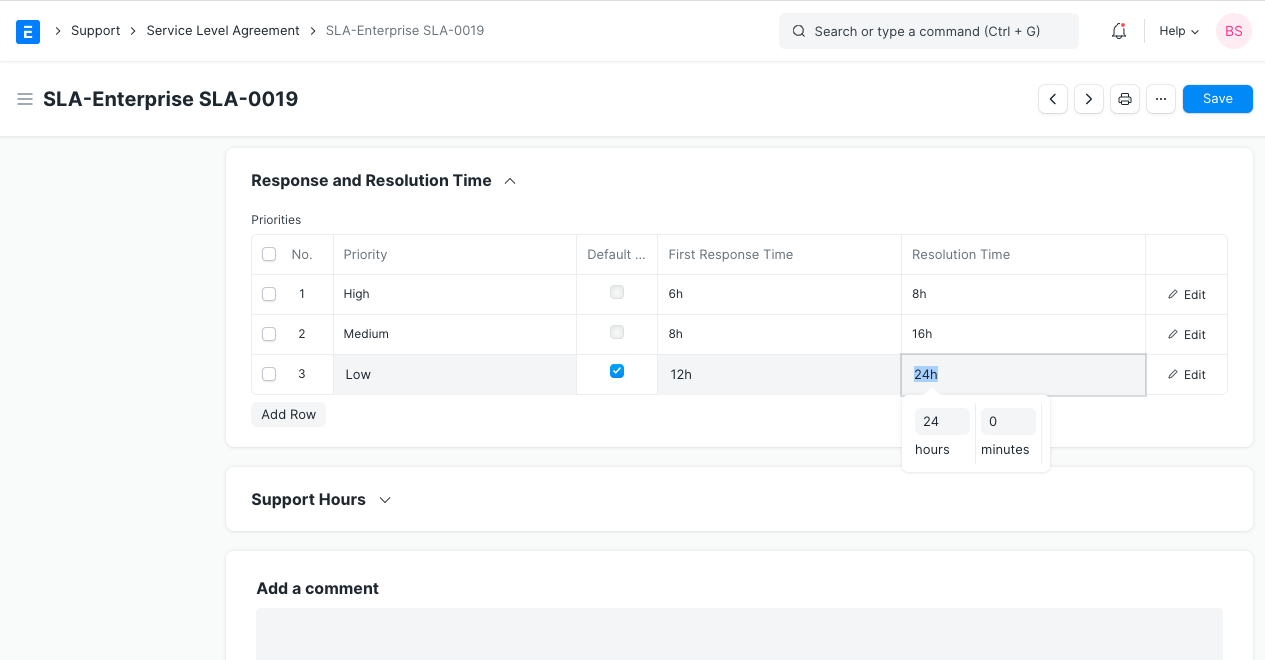 E Support Service Level Agreement SLA-Enterprise SLA-0019 Search or type a command (Ctrl + G) Help BS
SLA-Enterprise SLA-0019 ... Save
Response and Resolution Time
Priorities
No. Priority Default ... First Response Time Resolution Time
1 High 6h 8h Edit
2 Medium 8h 16h Edit
3 Low 12h 24h Edit
Add Row
24 0
hours minutes
Support Hours
Add a comment